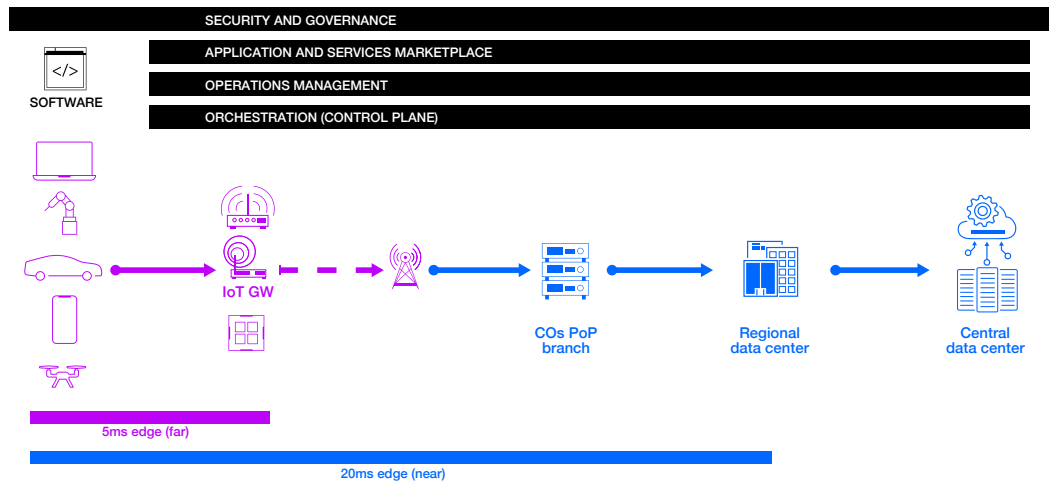 SECURITY AND GOVERNANCE
APPLICATION AND SERVICES MARKETPLACE
</>
SOFTWARE
OPERATIONS MANAGEMENT
ORCHESTRATION (CONTROL PLANE)
IoT GW
COs PoP
branch
Regional
data center
Central
data center
5ms edge (far)
20ms edge (near)